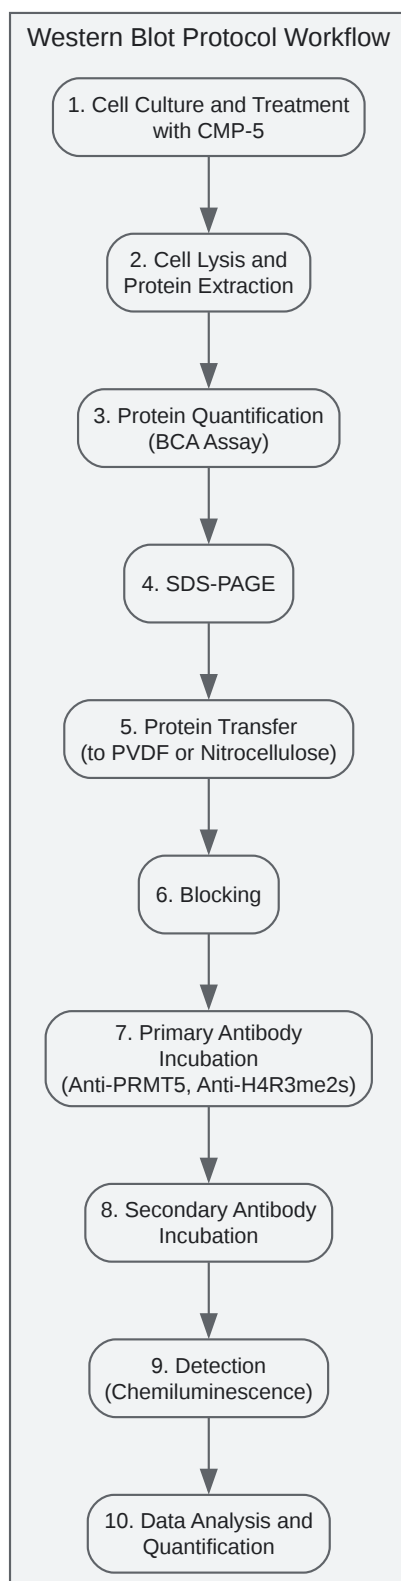 Western Blot Protocol Workflow
1. Cell Culture and Treatment
with CMP-5
2. Cell Lysis and
Protein Extraction
3. Protein Quantification
(BCA Assay)
4. SDS-PAGE
5. Protein Transfer
(to PVDF or Nitrocellulose)
6. Blocking
7. Primary Antibody
Incubation
(Anti-PRMT5, Anti-H4R3me2s)
8. Secondary Antibody
Incubation
9. Detection
(Chemiluminescence)
10. Data Analysis and
Quantification